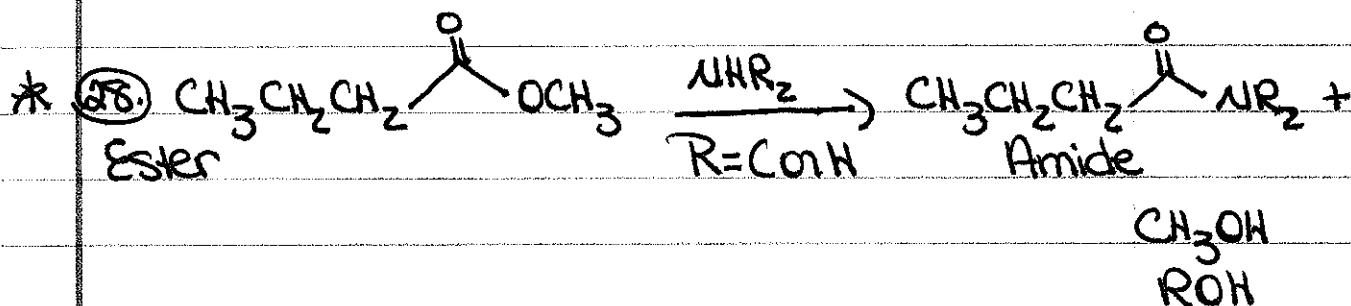 O O
* 28. CH₃CH₂CH₂ OCH₃ NHR₂ CH₃CH₂CH₂ NR₂ +
Ester R=C or H Amide
CH₃OH
ROH